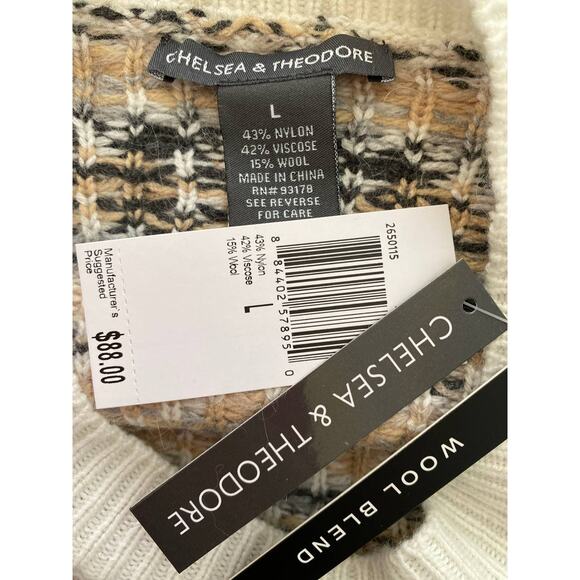 CHELSEA & THEODORE
L
43% NYLON
42% VISCOSE
15% WOOL
MADE IN CHINA
RN# 93178
SEE REVERSE
FOR CARE
2650115
8 84402 57895 0
43% Nylon
42% Viscose
15% Wool
L
Manufacturer's
Suggested
Price
$88.00
CHELSEA & THEODORE
WOOL BLEND